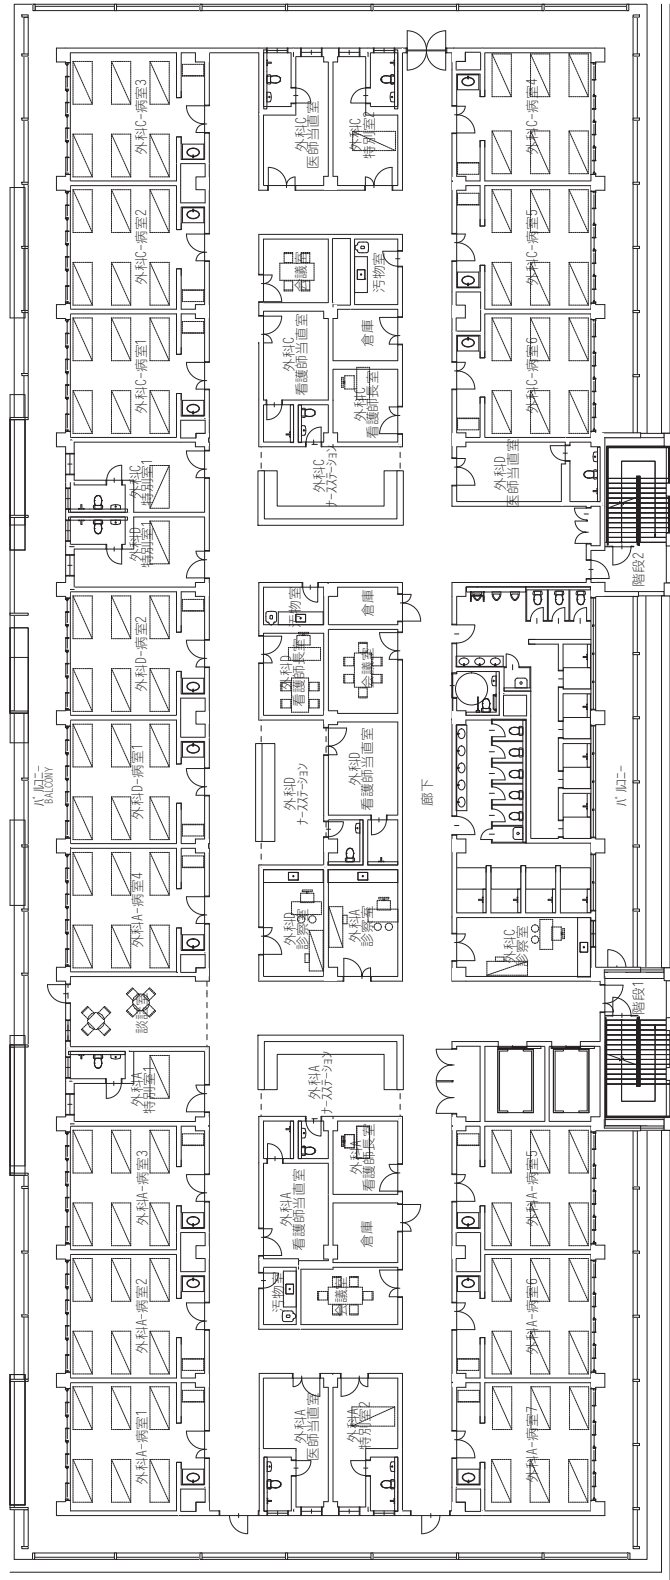 外科C-病室3
外科C
医師当直室
外科C
特別室2
外科C-病室4
外科C-病室2
会議室
汚物室
外科C-病室5
外科C-病室1
外科C
看護師当直室
倉庫
外科C
看護師長室
外科C-病室6
外科C
特別室1
外科C
ナースステーション
外科D
医師当直室
外科D
特別室1
階段2
外科D-病室2
汚物室
倉庫
外科D
看護師長室
会議室
バルコニー
BALCONY
外科D-病室1
外科D
ナースステーション
外科D
看護師当直室
廊下
バルコニー
外科A-病室4
外科D
診察室
外科A
診察室
外科C
診察室
談話室
階段1
外科A
特別室1
外科A
ナースステーション
外科A-病室3
外科A
看護師当直室
外科A
看護師長室
外科A-病室5
外科A-病室2
倉庫
汚物室
会議室
外科A-病室6
外科A-病室1
外科A
医師当直室
外科A
特別室2
外科A-病室7